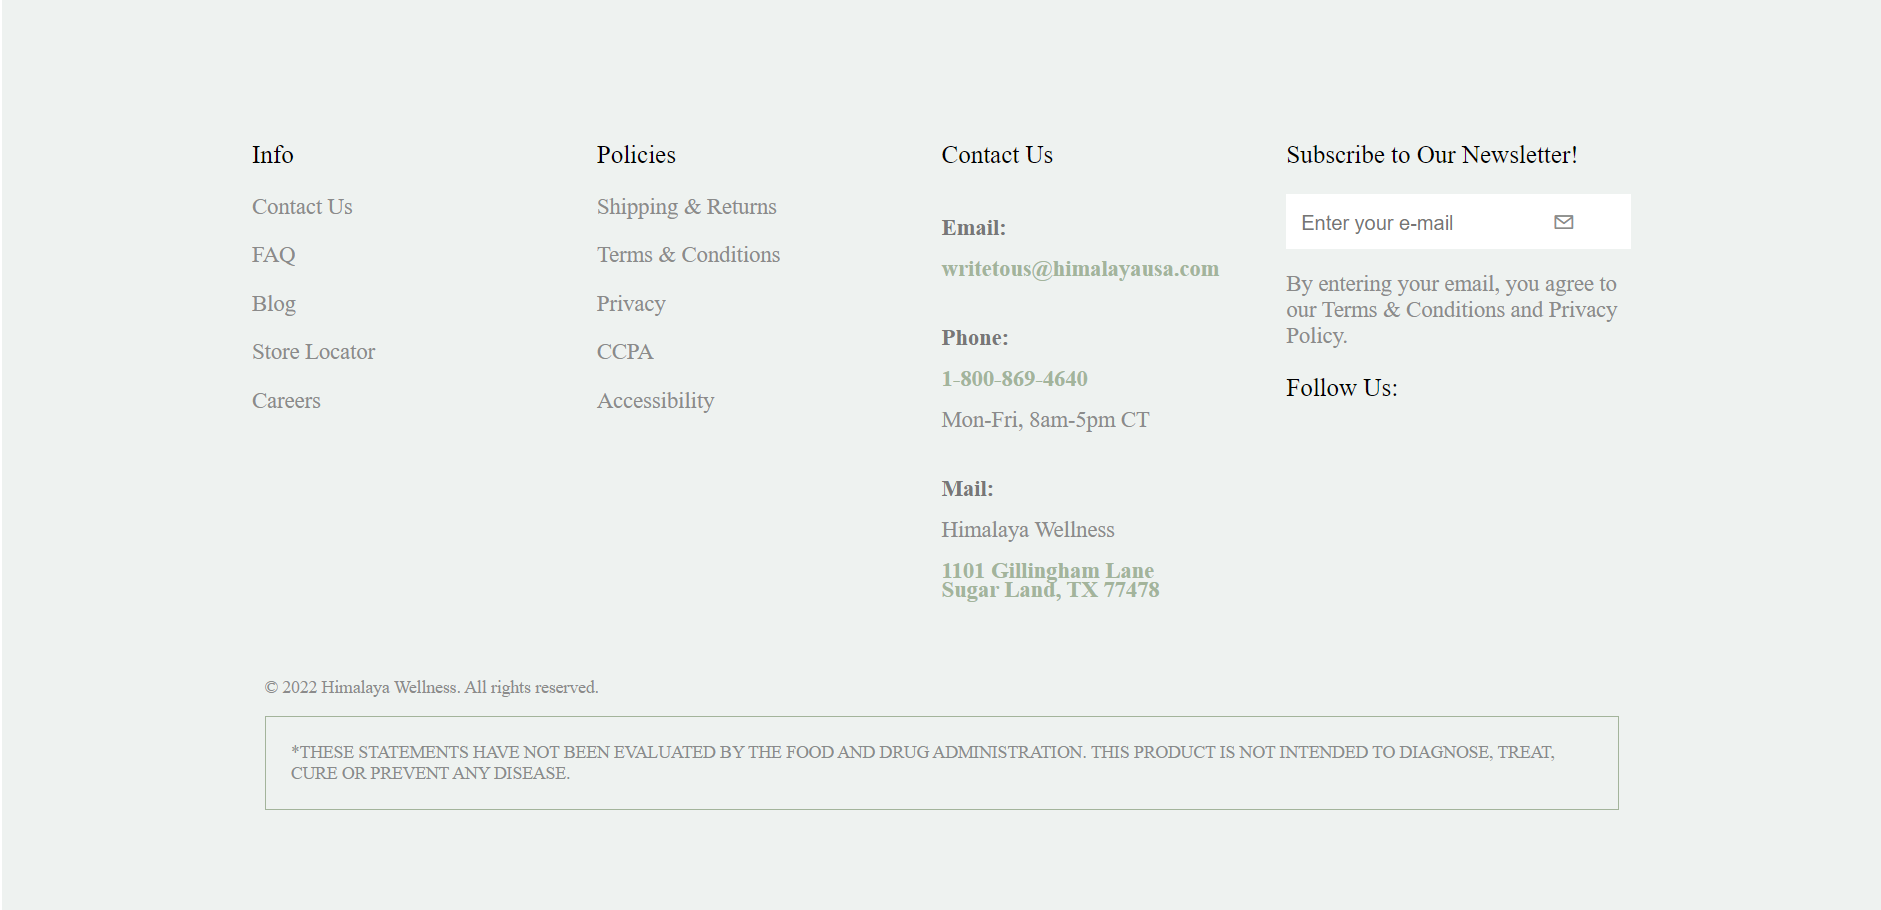 Info
Contact Us
FAQ
Blog
Store Locator
Careers
Policies
Shipping & Returns
Terms & Conditions
Privacy
CCPA
Accessibility
Contact Us
Email:
writetous@himalayausa.com
Phone:
1-800-869-4640
Mon-Fri, 8am-5pm CT
Mail:
Himalaya Wellness
1101 Gillingham Lane
Sugar Land, TX 77478
Subscribe to Our Newsletter!
Enter your e-mail
By entering your email, you agree to
our Terms & Conditions and Privacy
Policy.
Follow Us:
© 2022 Himalaya Wellness. All rights reserved.
*THESE STATEMENTS HAVE NOT BEEN EVALUATED BY THE FOOD AND DRUG ADMINISTRATION. THIS PRODUCT IS NOT INTENDED TO DIAGNOSE, TREAT,
CURE OR PREVENT ANY DISEASE.